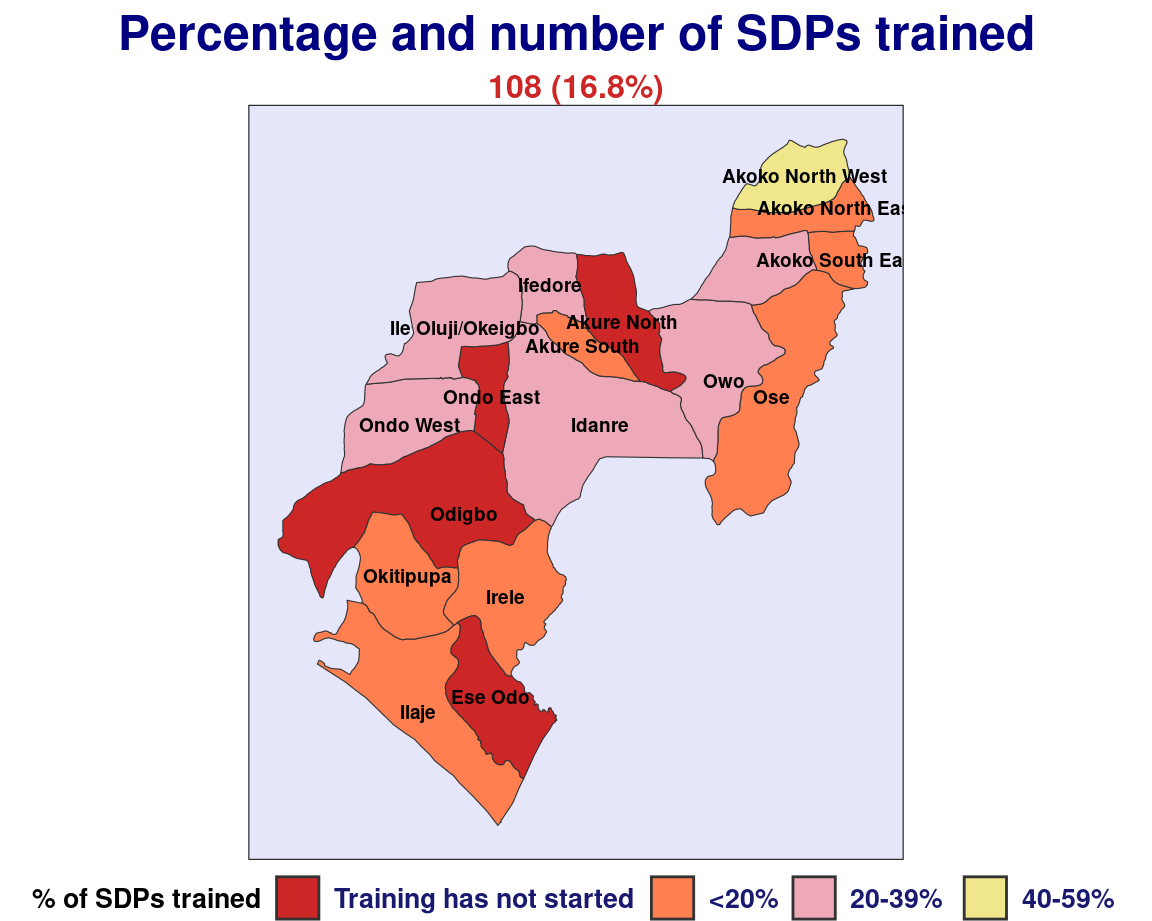 Percentage and number of SDPs trained
108 (16.8%)
Akoko North West
Akoko North Eas
Akoko South Ea
Ifedore
Akure North
Ile Oluji/Okeigbo
Akure South
Owo
Ondo East
Ose
Ondo West
Idanre
Odigbo
Okitipupa
Irele
Ese Odo
Ilaje
% of SDPs trained Training has not started <20% 20-39% 40-59%